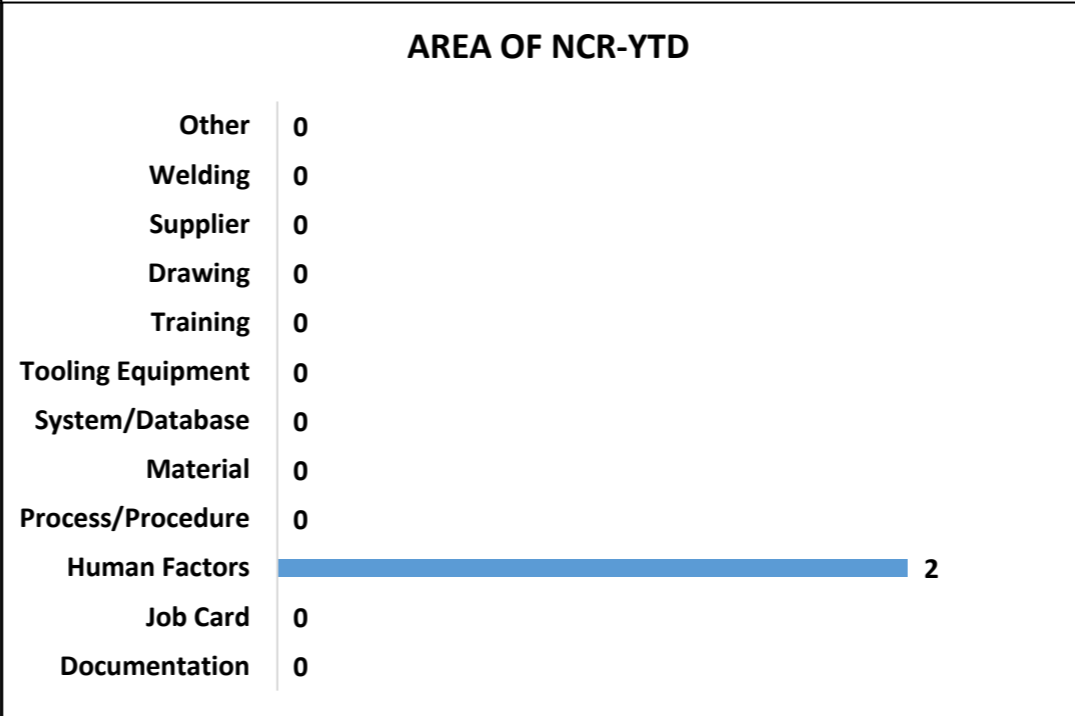 AREA OF NCR-YTD
Other 0
Welding 0
Supplier 0
Drawing 0
Training 0
Tooling Equipment 0
System/Database 0
Material 0
Process/Procedure 0
Human Factors 2
Job Card 0
Documentation 0